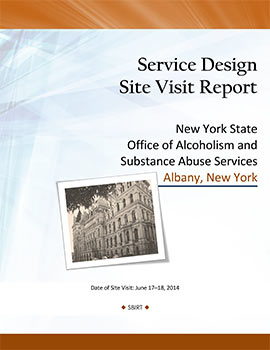 Service Design
Site Visit Report
New York State
Office of Alcoholism and
Substance Abuse Services
Albany, New York
Date of Site Visit: June 17–18, 2014
◆ SBIRT ◆